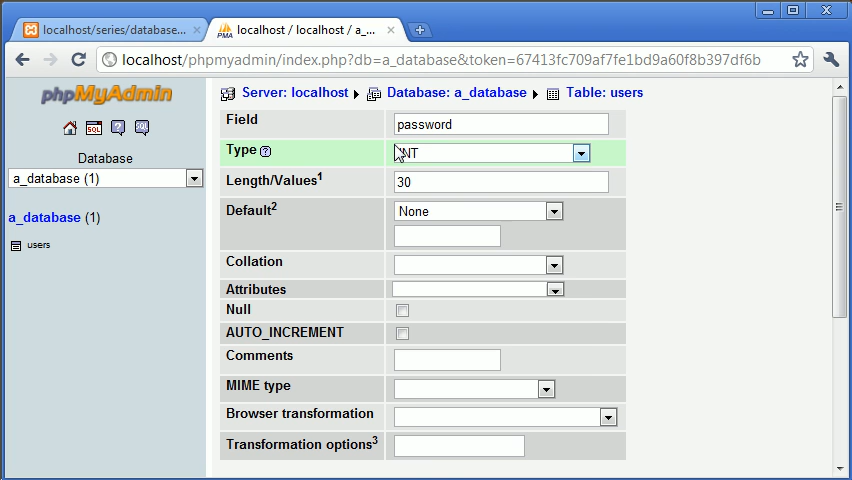 localhost/series/database...
localhost / localhost / a_...
localhost/phpmyadmin/index.php?db=a_database&token=67413fc709af7fe1bd9a60f8b397df6b
phpMyAdmin
SQL
Database
a_database (1)
a_database (1)
users
Server: localhost Database: a_database Table: users
Field password
Type INT
Length/Values1 30
Default2 None
Collation
Attributes
Null
AUTO_INCREMENT
Comments
MIME type
Browser transformation
Transformation options3